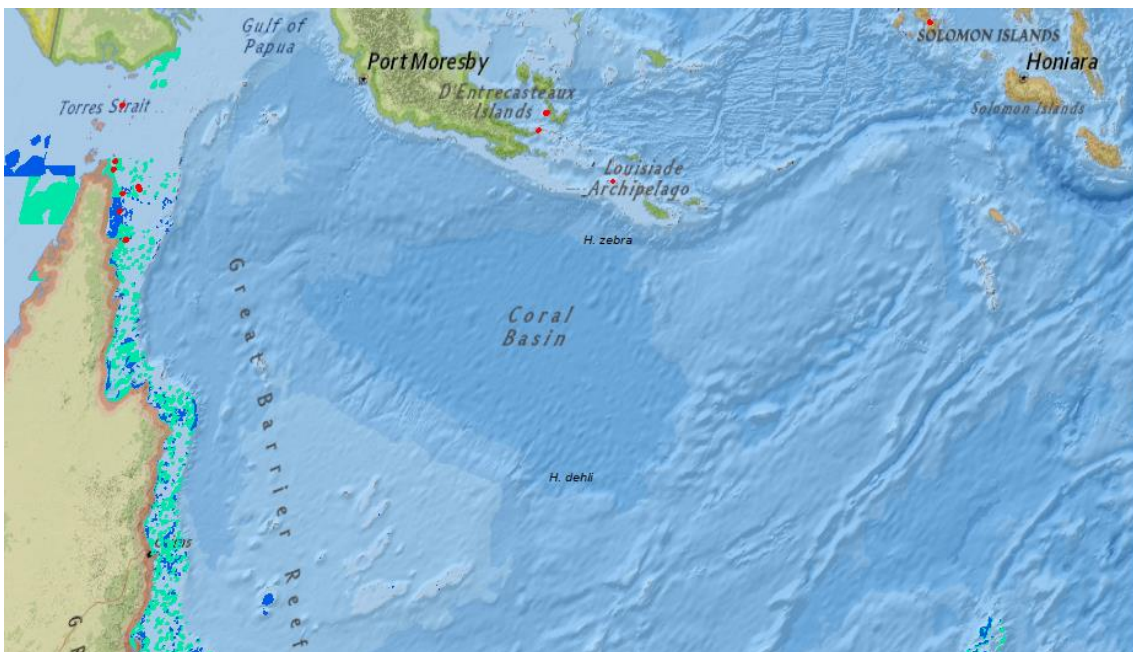 Gulf of
Papua
Port Moresby
SOLOMON ISLANDS
Honiara
D'Entrecasteaux
Islands
Torres Strait
Solomon Islands
Louisiade
Archipelago
H. zebra
Great Barrier Reef
Coral
Basin
H. dehli
G